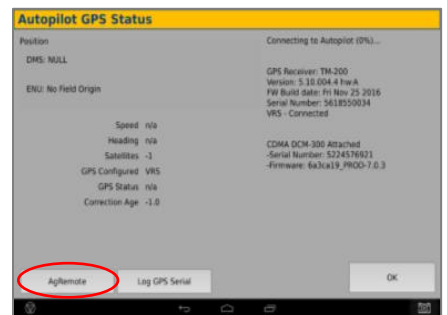 Autopilot GPS Status
Position
DMS: NULL
ENU: No Field Origin
Speed n/a
Heading n/a
Satellites -1
GPS Configured VRS
GPS Status n/a
Correction Age -1.0
Connecting to Autopilot (0%)...
GPS Receiver: TM-200
Version: 5.10.004.4 hw:A
FW Build date: Fri Nov 25 2016
Serial Number: 5618550034
VRS - Connected
CDMA DCM-300 Attached
-Serial Number: 5224576921
-Firmware: 6a3ca19_PROD-7.0.3
AgRemote
Log GPS Serial
OK